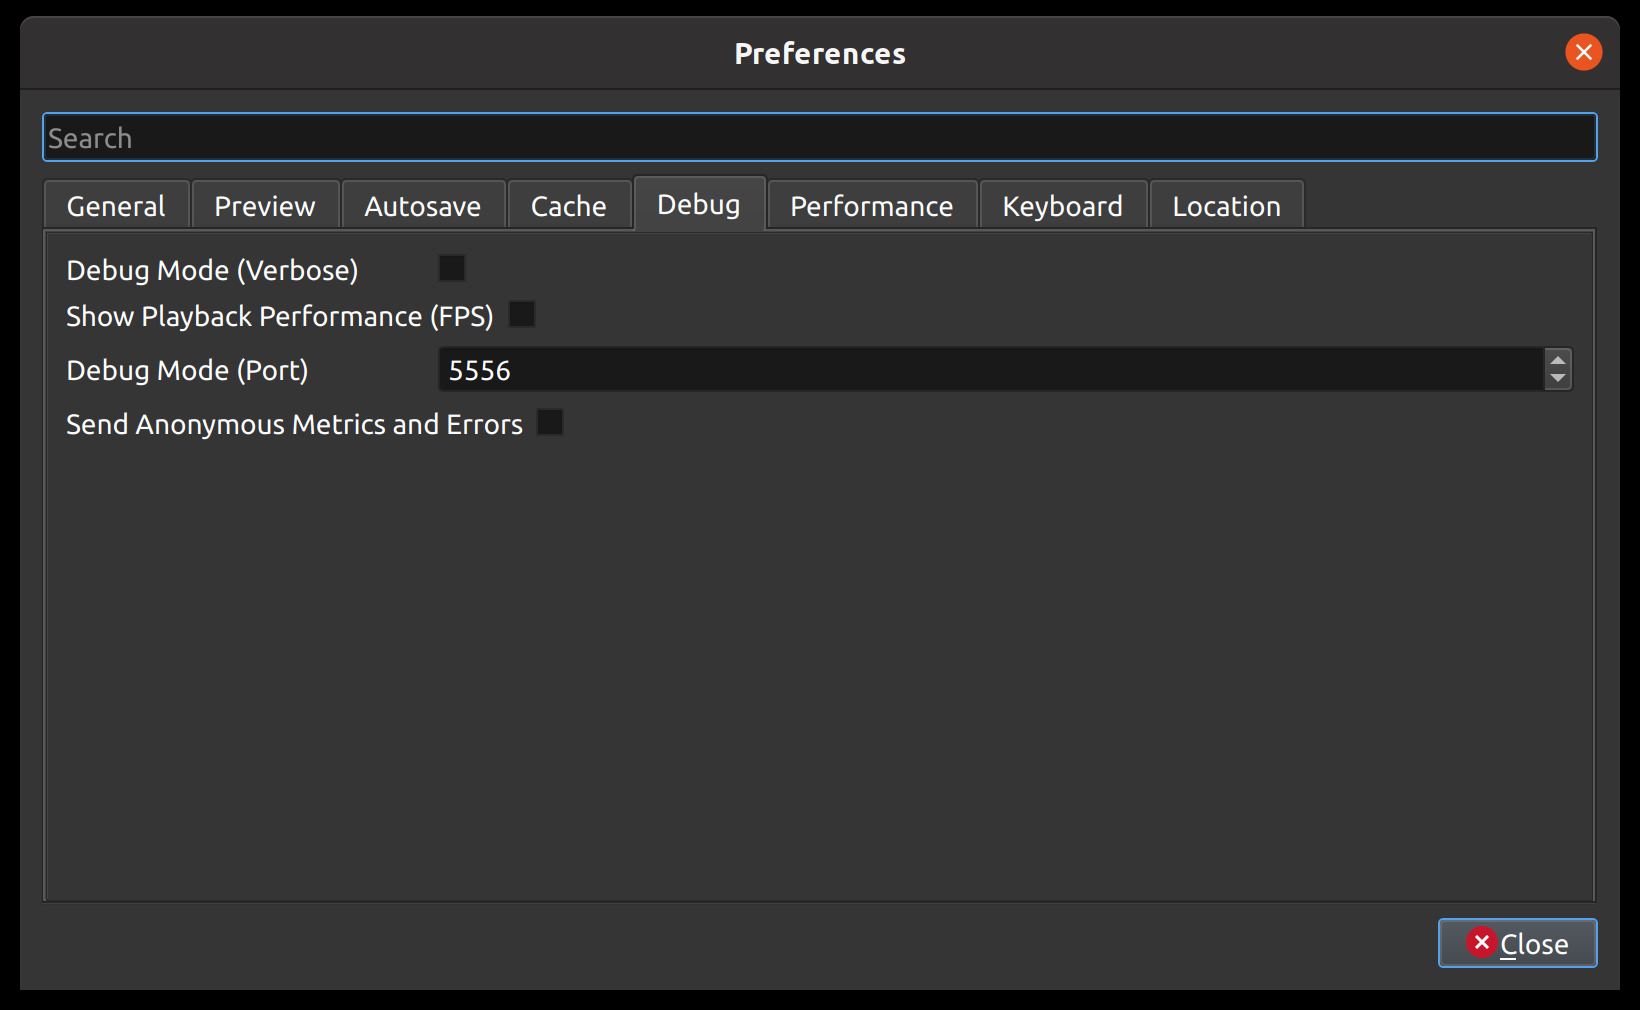 Preferences
Search
General Preview Autosave Cache Debug Performance Keyboard Location
Debug Mode (Verbose)
Show Playback Performance (FPS)
Debug Mode (Port) 5556
Send Anonymous Metrics and Errors
Close